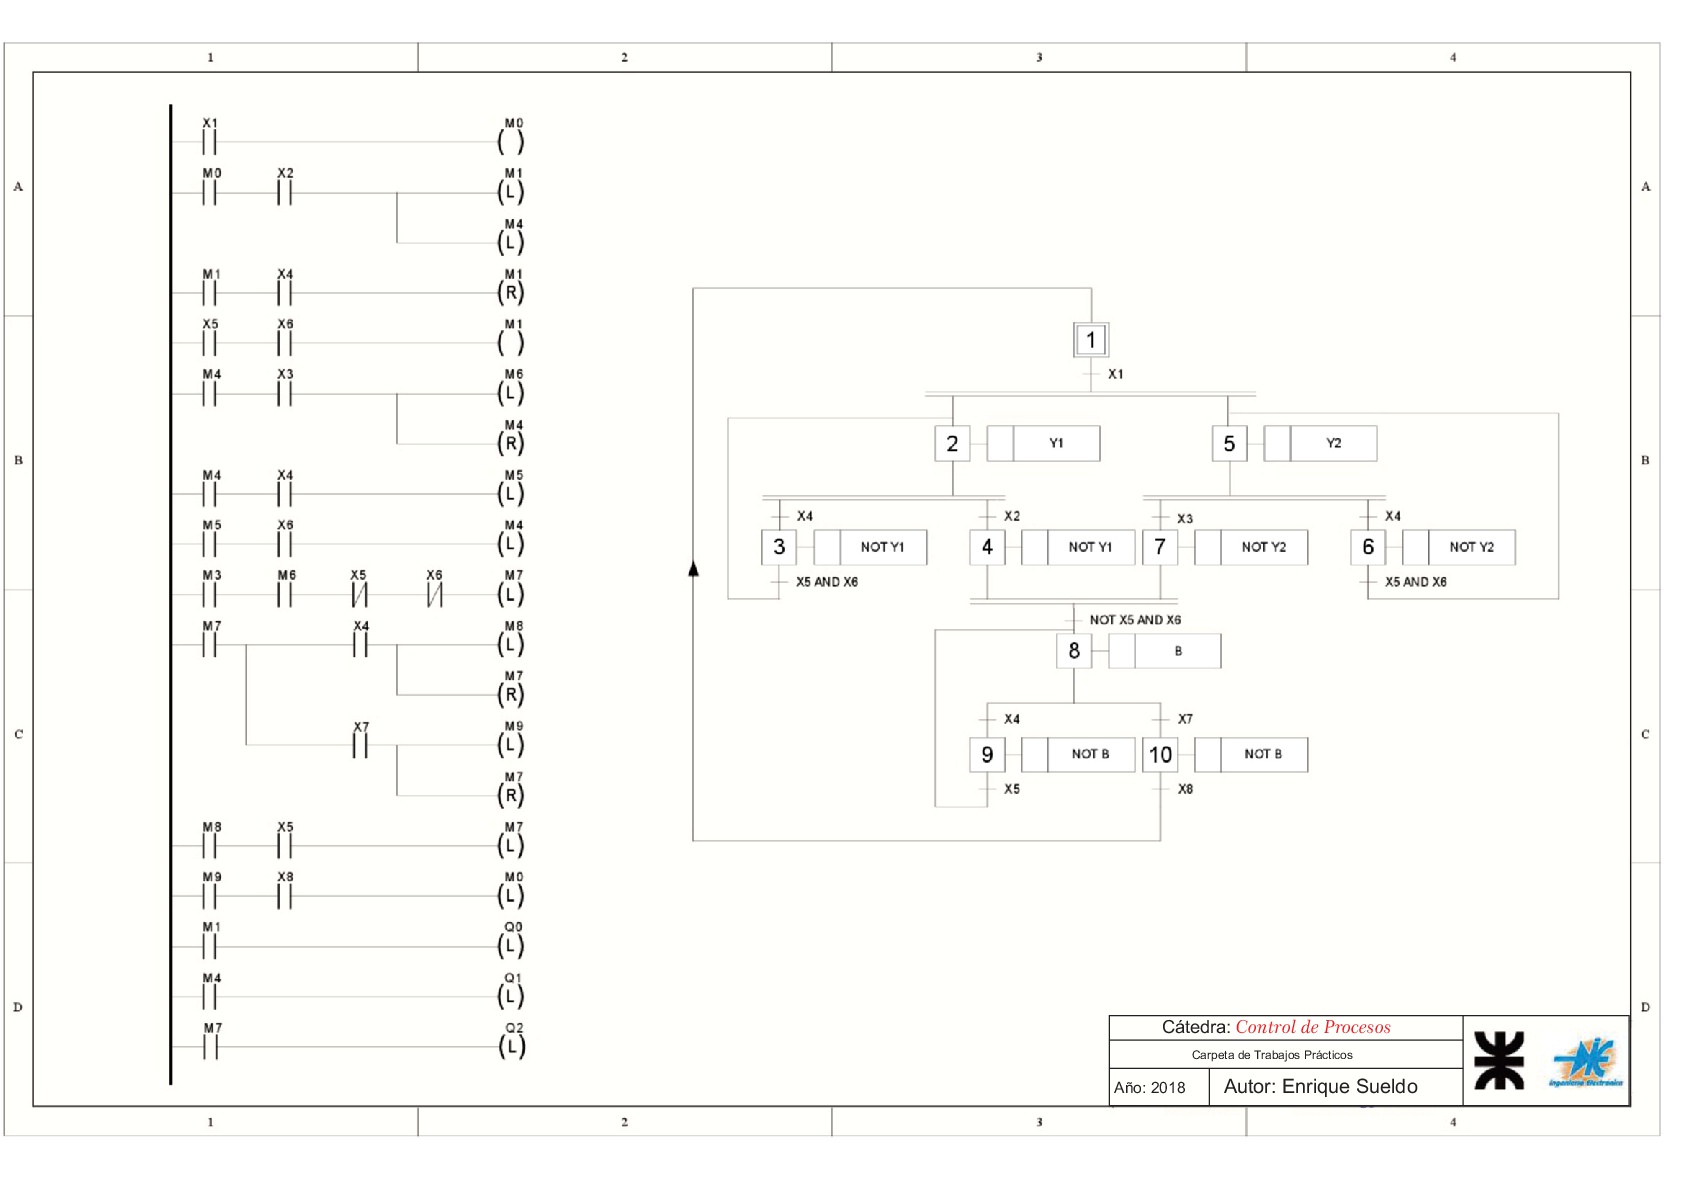 1 2 3 4
A A
B B
C C
D D
X1 M0
( )
M0 X2 M1
(L)
M4
(L)
M1 X4 M1
(R)
X5 X6 M1
( )
M4 X3 M6
(L)
M4
(R)
M4 X4 M5
(L)
M5 X6 M4
(L)
M3 M6 X5 X6 M7
(L)
M7 X4 M8
(L)
M7
(R)
X7 M9
(L)
M7
(R)
M8 X5 M7
(L)
M9 X8 M0
(L)
M1 Q0
(L)
M4 Q1
(L)
M7 Q2
(L)
1
X1
2 Y1 5 Y2
X4 X2 X3 X4
3 NOT Y1 4 NOT Y1 7 NOT Y2 6 NOT Y2
X5 AND X6 X5 AND X6
NOT X5 AND X6
8 B
X4 X7
9 NOT B 10 NOT B
X5 X8
Cátedra: Control de Procesos
Carpeta de Trabajos Prácticos
Año: 2018 Autor: Enrique Sueldo
Ingeniería Electrónica
1 2 3 4